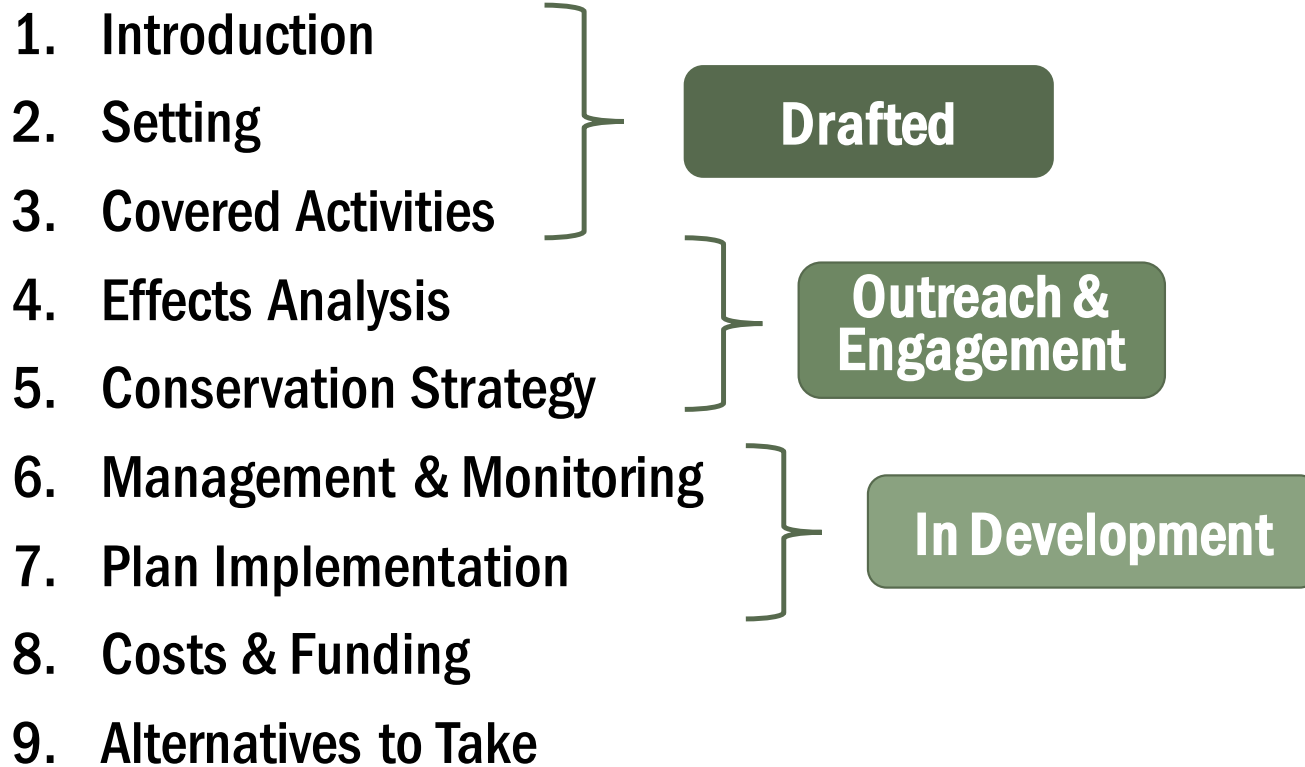 1. Introduction
2. Setting
3. Covered Activities
Drafted
4. Effects Analysis
5. Conservation Strategy
Outreach &
Engagement
6. Management & Monitoring
7. Plan Implementation
In Development
8. Costs & Funding
9. Alternatives to Take